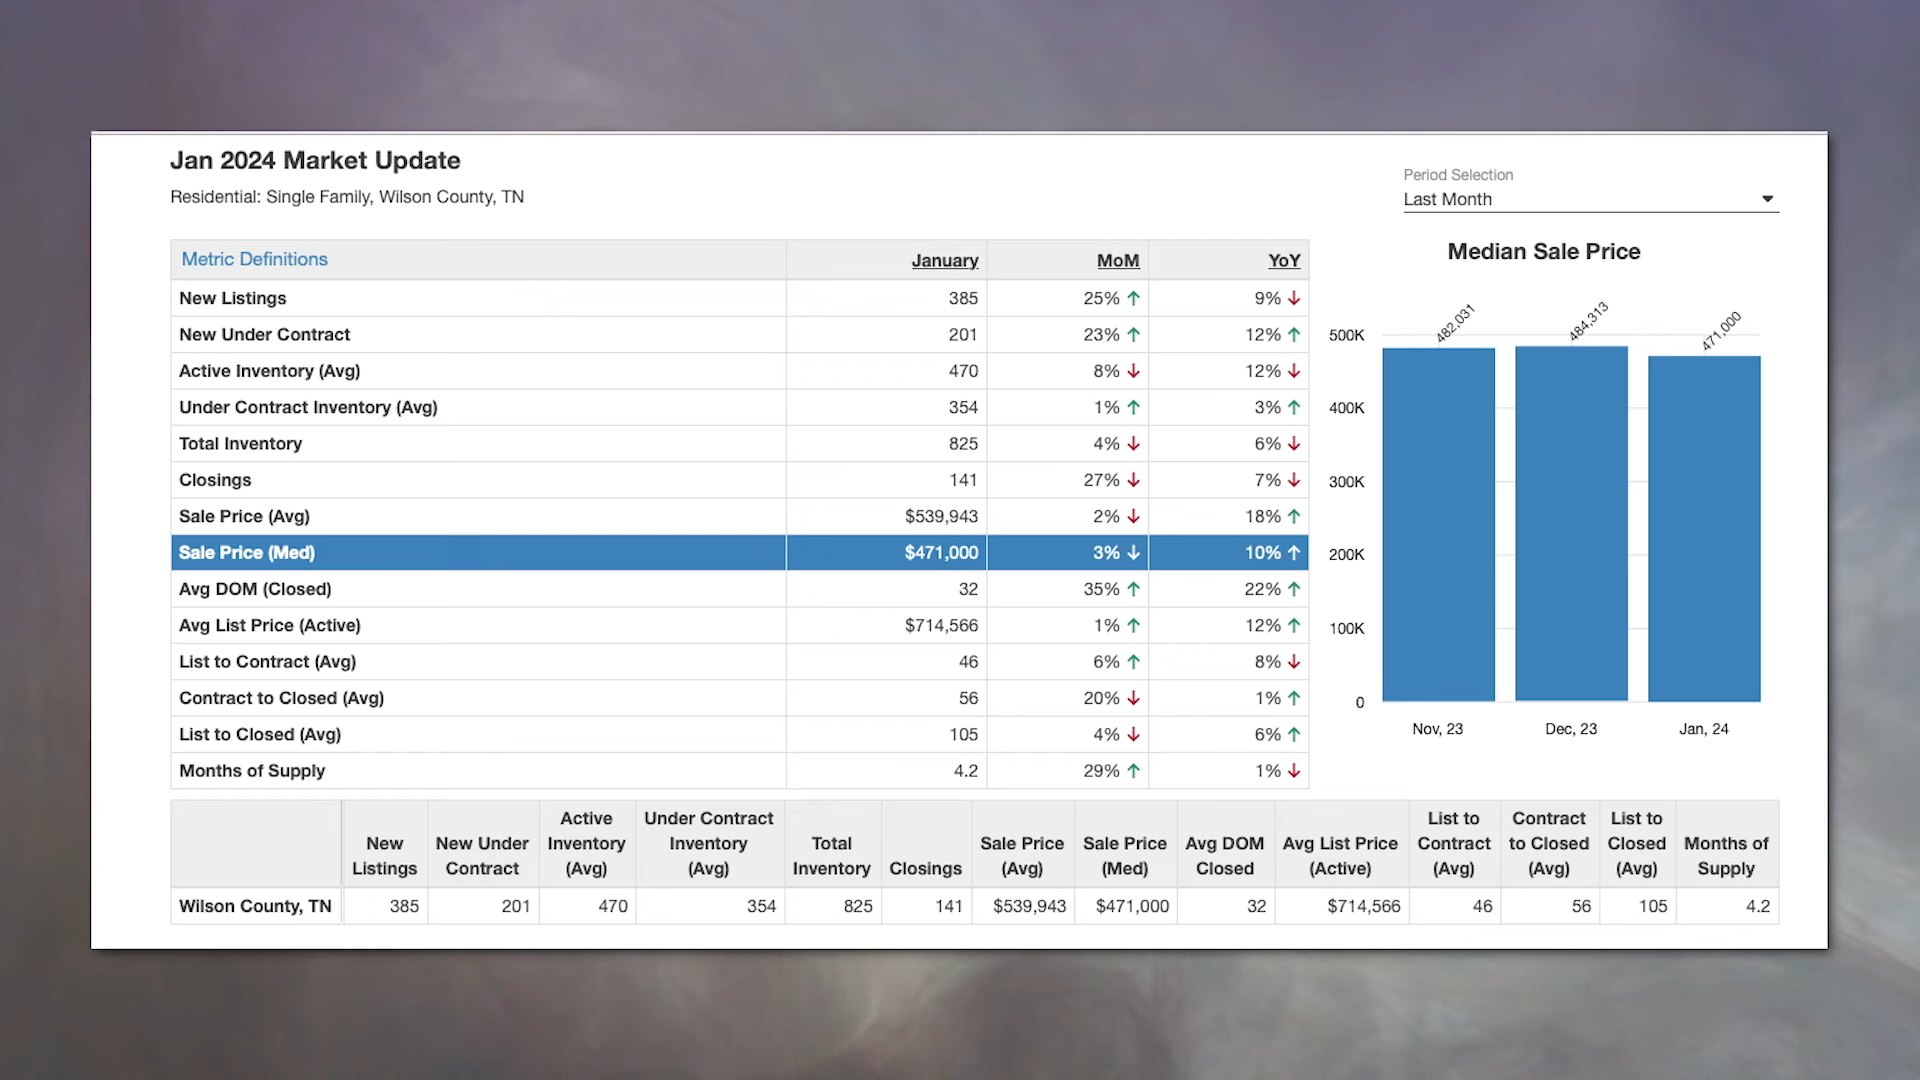 Jan 2024 Market Update
Residential: Single Family, Wilson County, TN
Period Selection
Last Month
Metric Definitions January MoM YoY
New Listings 385 25% ↑ 9% ↓
New Under Contract 201 23% ↑ 12% ↑
Active Inventory (Avg) 470 8% ↓ 12% ↓
Under Contract Inventory (Avg) 354 1% ↑ 3% ↑
Total Inventory 825 4% ↓ 6% ↓
Closings 141 27% ↓ 7% ↓
Sale Price (Avg) $539,943 2% ↓ 18% ↑
Sale Price (Med) $471,000 3% ↓ 10% ↑
Avg DOM (Closed) 32 35% ↑ 22% ↑
Avg List Price (Active) $714,566 1% ↑ 12% ↑
List to Contract (Avg) 46 6% ↑ 8% ↓
Contract to Closed (Avg) 56 20% ↓ 1% ↑
List to Closed (Avg) 105 4% ↓ 6% ↑
Months of Supply 4.2 29% ↑ 1% ↓
Median Sale Price
482,031 484,313 471,000
500K
400K
300K
200K
100K
0
Nov, 23 Dec, 23 Jan, 24
New Listings
New Under Contract
Active Inventory (Avg)
Under Contract Inventory (Avg)
Total Inventory
Closings
Sale Price (Avg)
Sale Price (Med)
Avg DOM Closed
Avg List Price (Active)
List to Contract (Avg)
Contract to Closed (Avg)
List to Closed (Avg)
Months of Supply
Wilson County, TN 385 201 470 354 825 141 $539,943 $471,000 32 $714,566 46 56 105 4.2